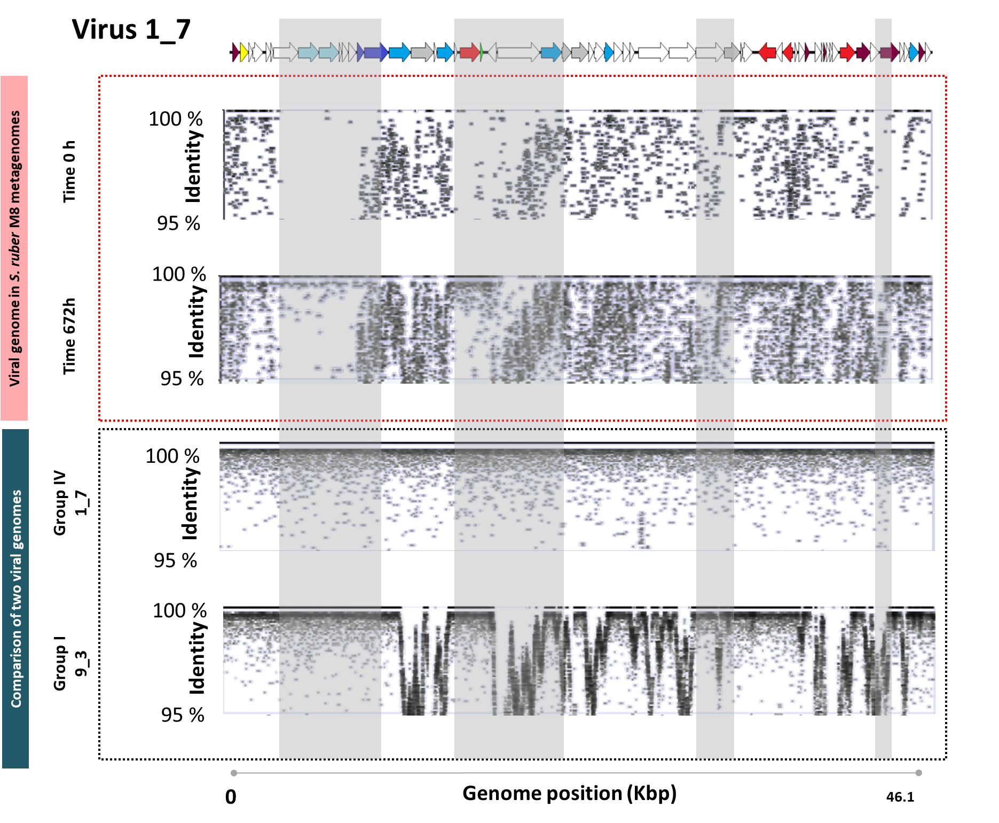 Virus 1_7
Viral genome in S. ruber M8 metagenomes
Time 0 h
100 %
Identity
95 %
Time 672h
100 %
Identity
95 %
Comparison of two viral genomes
Group IV
1_7
100 %
Identity
95 %
Group I
9_3
100 %
Identity
95 %
0
Genome position (Kbp)
46.1